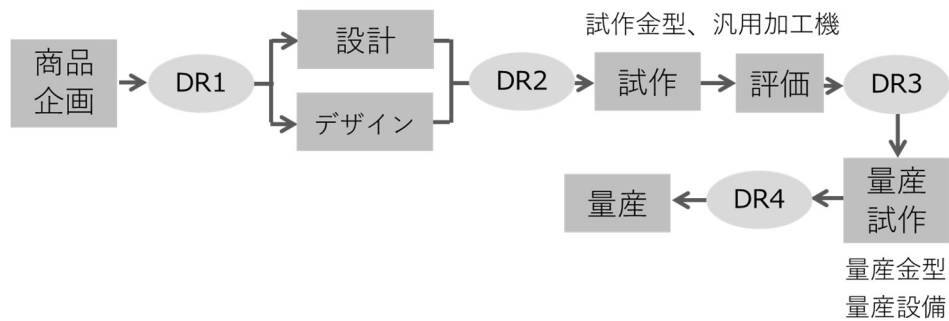 商品
企画
DR1
設計
デザイン
DR2
試作金型、汎用加工機
試作
評価
DR3
量産
試作
量産金型
量産設備
DR4
量産